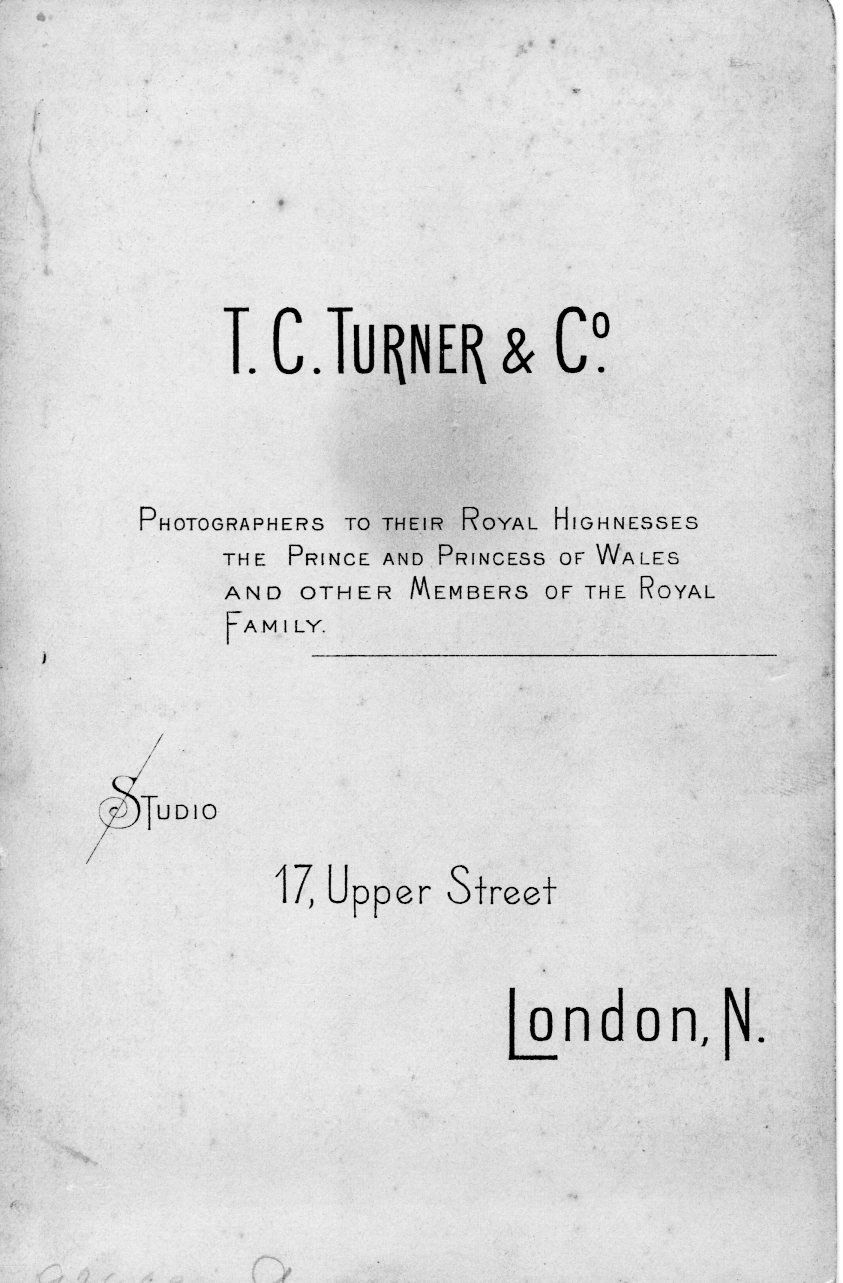 T. C. TURNER & Cº.
PHOTOGRAPHERS TO THEIR ROYAL HIGHNESSES
THE PRINCE AND PRINCESS OF WALES
AND OTHER MEMBERS OF THE ROYAL
FAMILY.
STUDIO
17, Upper Street
London, N.